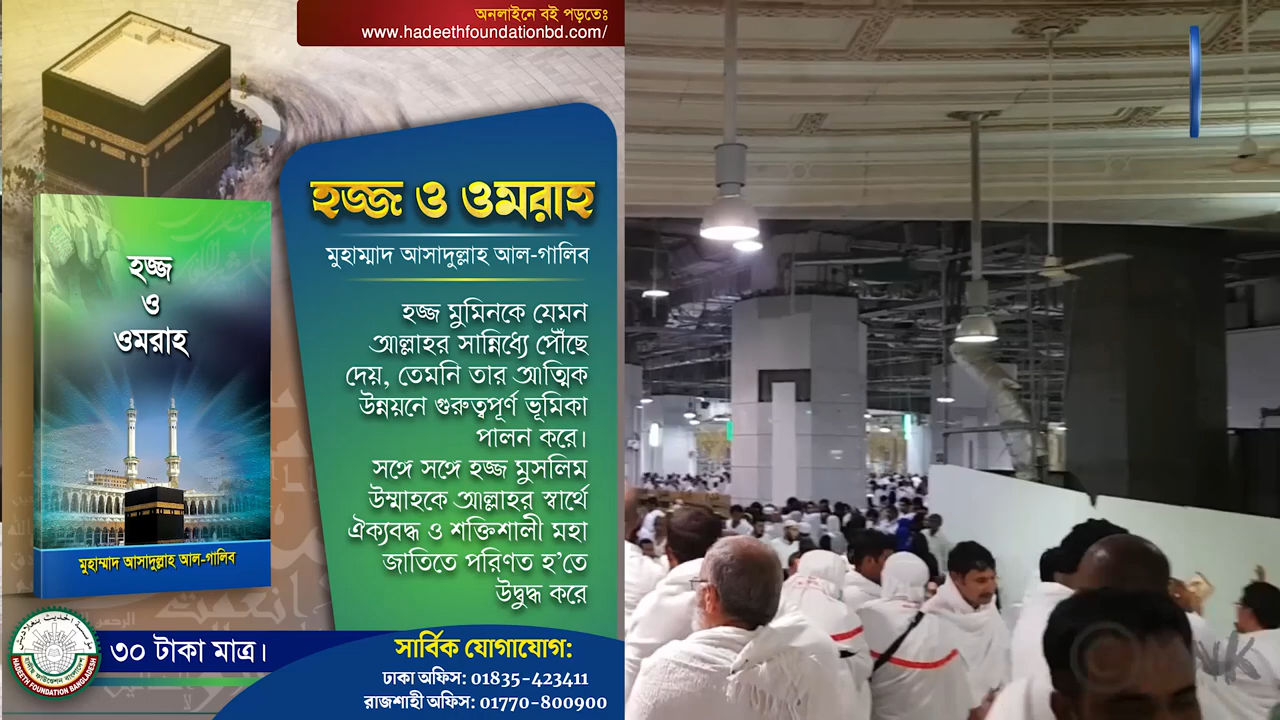 অনলাইনে বই পড়তেঃ
www.hadeethfoundationbd.com/
হজ্জ ও ওমরাহ
মুহাম্মাদ আসাদুল্লাহ আল-গালিব
হজ্জ মুমিনকে যেমন
আল্লাহর সান্নিধ্যে পৌঁছে
দেয়, তেমনি তার আত্মিক
উন্নয়নে গুরুত্বপূর্ণ ভূমিকা
পালন করে।
সঙ্গে সঙ্গে হজ্জ মুসলিম
উম্মাহকে আল্লাহর স্বার্থে
ঐক্যবদ্ধ ও শক্তিশালী মহা
জাতিতে পরিণত হ'তে
উদ্বুদ্ধ করে
হজ্জ
ও
ওমরাহ
মুহাম্মাদ আসাদুল্লাহ আল-গালিব
HADEETH FOUNDATION BANGLADESH
৩০ টাকা মাত্র।
সার্বিক যোগাযোগ:
ঢাকা অফিস: 01835-423411
রাজশাহী অফিস: 01770-800900